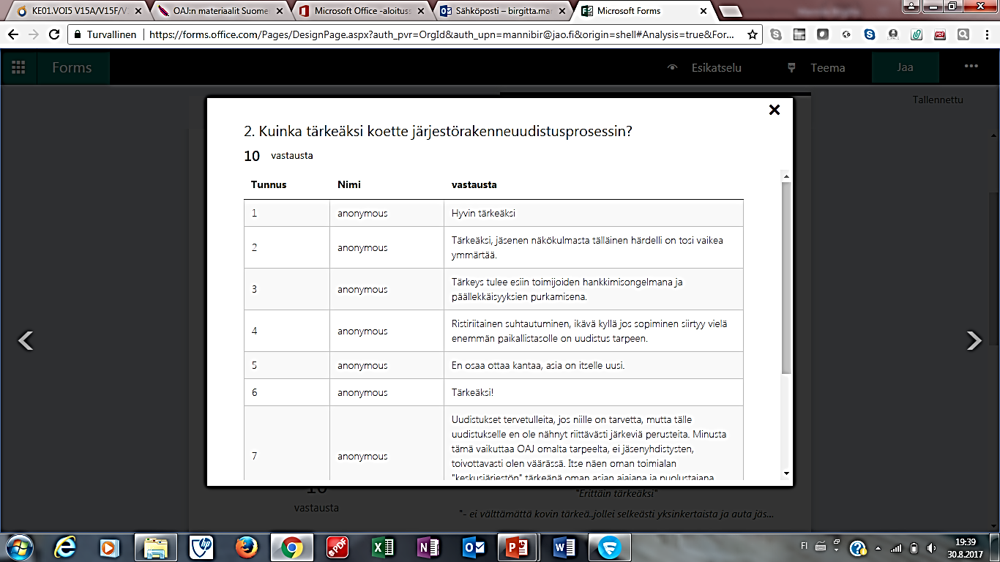 KE01.VOI5 V15A/V15F/V
OAJ:n materiaalit Suome
Microsoft Office -aloituss
Sähköposti – birgitta.ma
Microsoft Forms
Turvallinen
https://forms.office.com/Pages/DesignPage.aspx?auth_pvr=OrgId&auth_upn=mannibir@jao.fi&origin=shell#Analysis=true&For...
Forms
Esikatselu
Teema
Jaa
Tallennettu
2. Kuinka tärkeäksi koette järjestörakenneuudistusprosessin?
10 vastausta
Tunnus Nimi vastausta
1 anonymous Hyvin tärkeäksi
2 anonymous Tärkeäksi, jäsenen näkökulmasta tälläinen härdelli on tosi vaikea
ymmärtää.
3 anonymous Tärkeys tulee esiin toimijoiden hankkimisongelmana ja
päällekkäisyyksien purkamisena.
4 anonymous Ristiriitainen suhtautuminen, ikävä kyllä jos sopiminen siirtyy vielä
enemmän paikallistasolle on uudistus tarpeen.
5 anonymous En osaa ottaa kantaa, asia on itselle uusi.
6 anonymous Tärkeäksi!
7 anonymous Uudistukset tervetulleita, jos niille on tarvetta, mutta tälle
uudistukselle en ole nähnyt riittävästi järkeviä perusteita. Minusta
tämä vaikuttaa OAJ omalta tarpeelta, ei jäsenyhdistysten,
toivottavasti olen väärässä. Itse näen oman toimialan
"keskusjärjestön" tärkeänä oman asian ajajana ja puolustajana
10
vastausta
"Erittäin tärkeäksi"
"- ei välttämättä kovin tärkeä..jollei selkeästi yksinkertaista ja auta jäs...
FI
19:39
30.8.2017